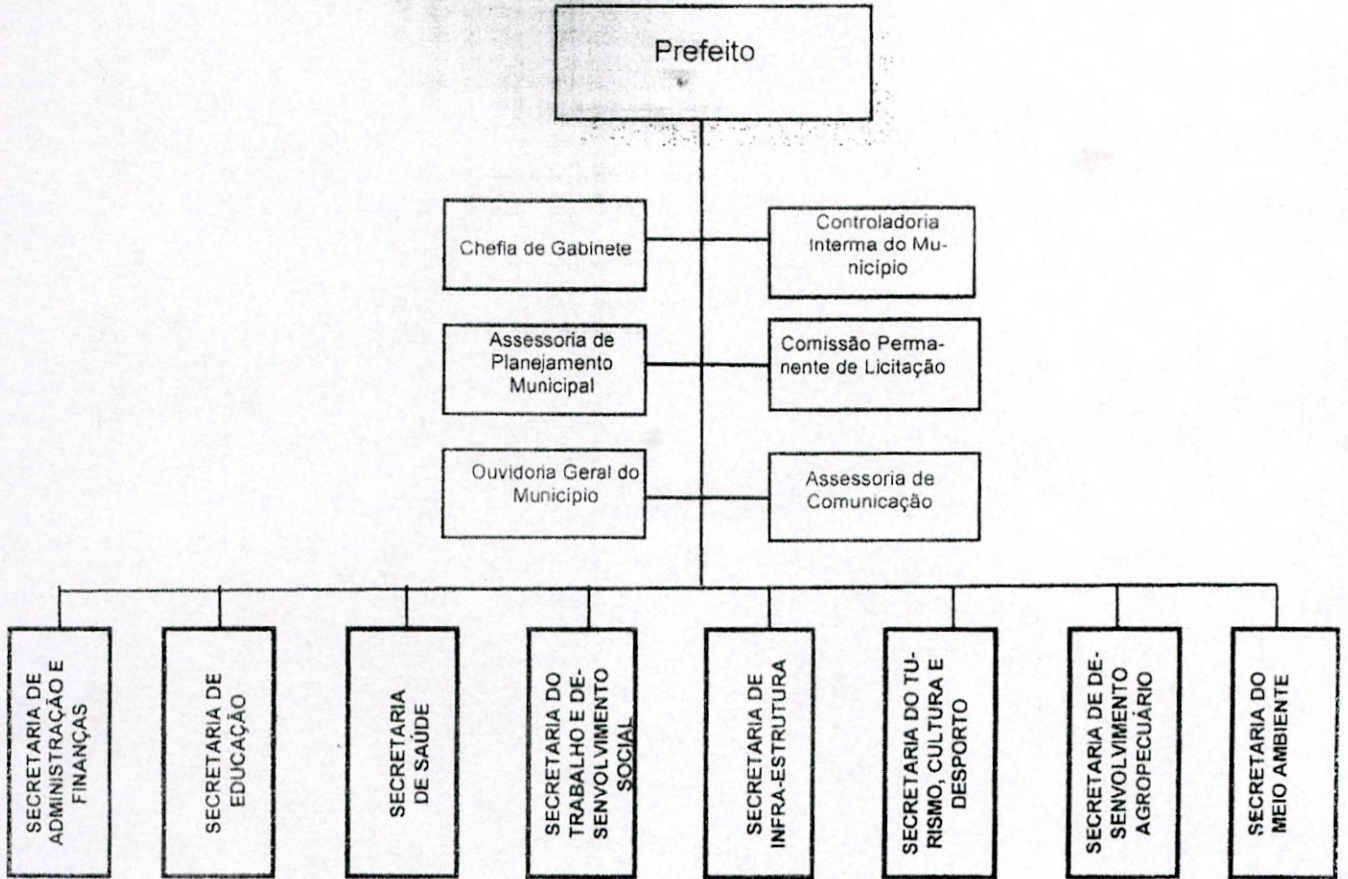 Prefeito
Chefia de Gabinete
Controladoria
Interma do Mu-
nicípio
Assessoria de
Planejamento
Municipal
Comissão Perma-
nente de Licitação
Ouvidoria Geral do
Município
Assessoria de
Comunicação
SECRETARIA DE
ADMINISTRAÇÃO E
FINANÇAS
SECRETARIA DE
EDUCAÇÃO
SECRETARIA
DE SAÚDE
SECRETARIA DO
TRABALHO E DE-
SENVOLVIMENTO
SOCIAL
SECRETARIA DE
INFRA-ESTRUTURA
SECRETARIA DO TU-
RISMO, CULTURA E
DESPORTO
SECRETARIA DE DE-
SENVOLVIMENTO
AGROPECUÁRIO
SECRETARIA DO
MEIO AMBIENTE